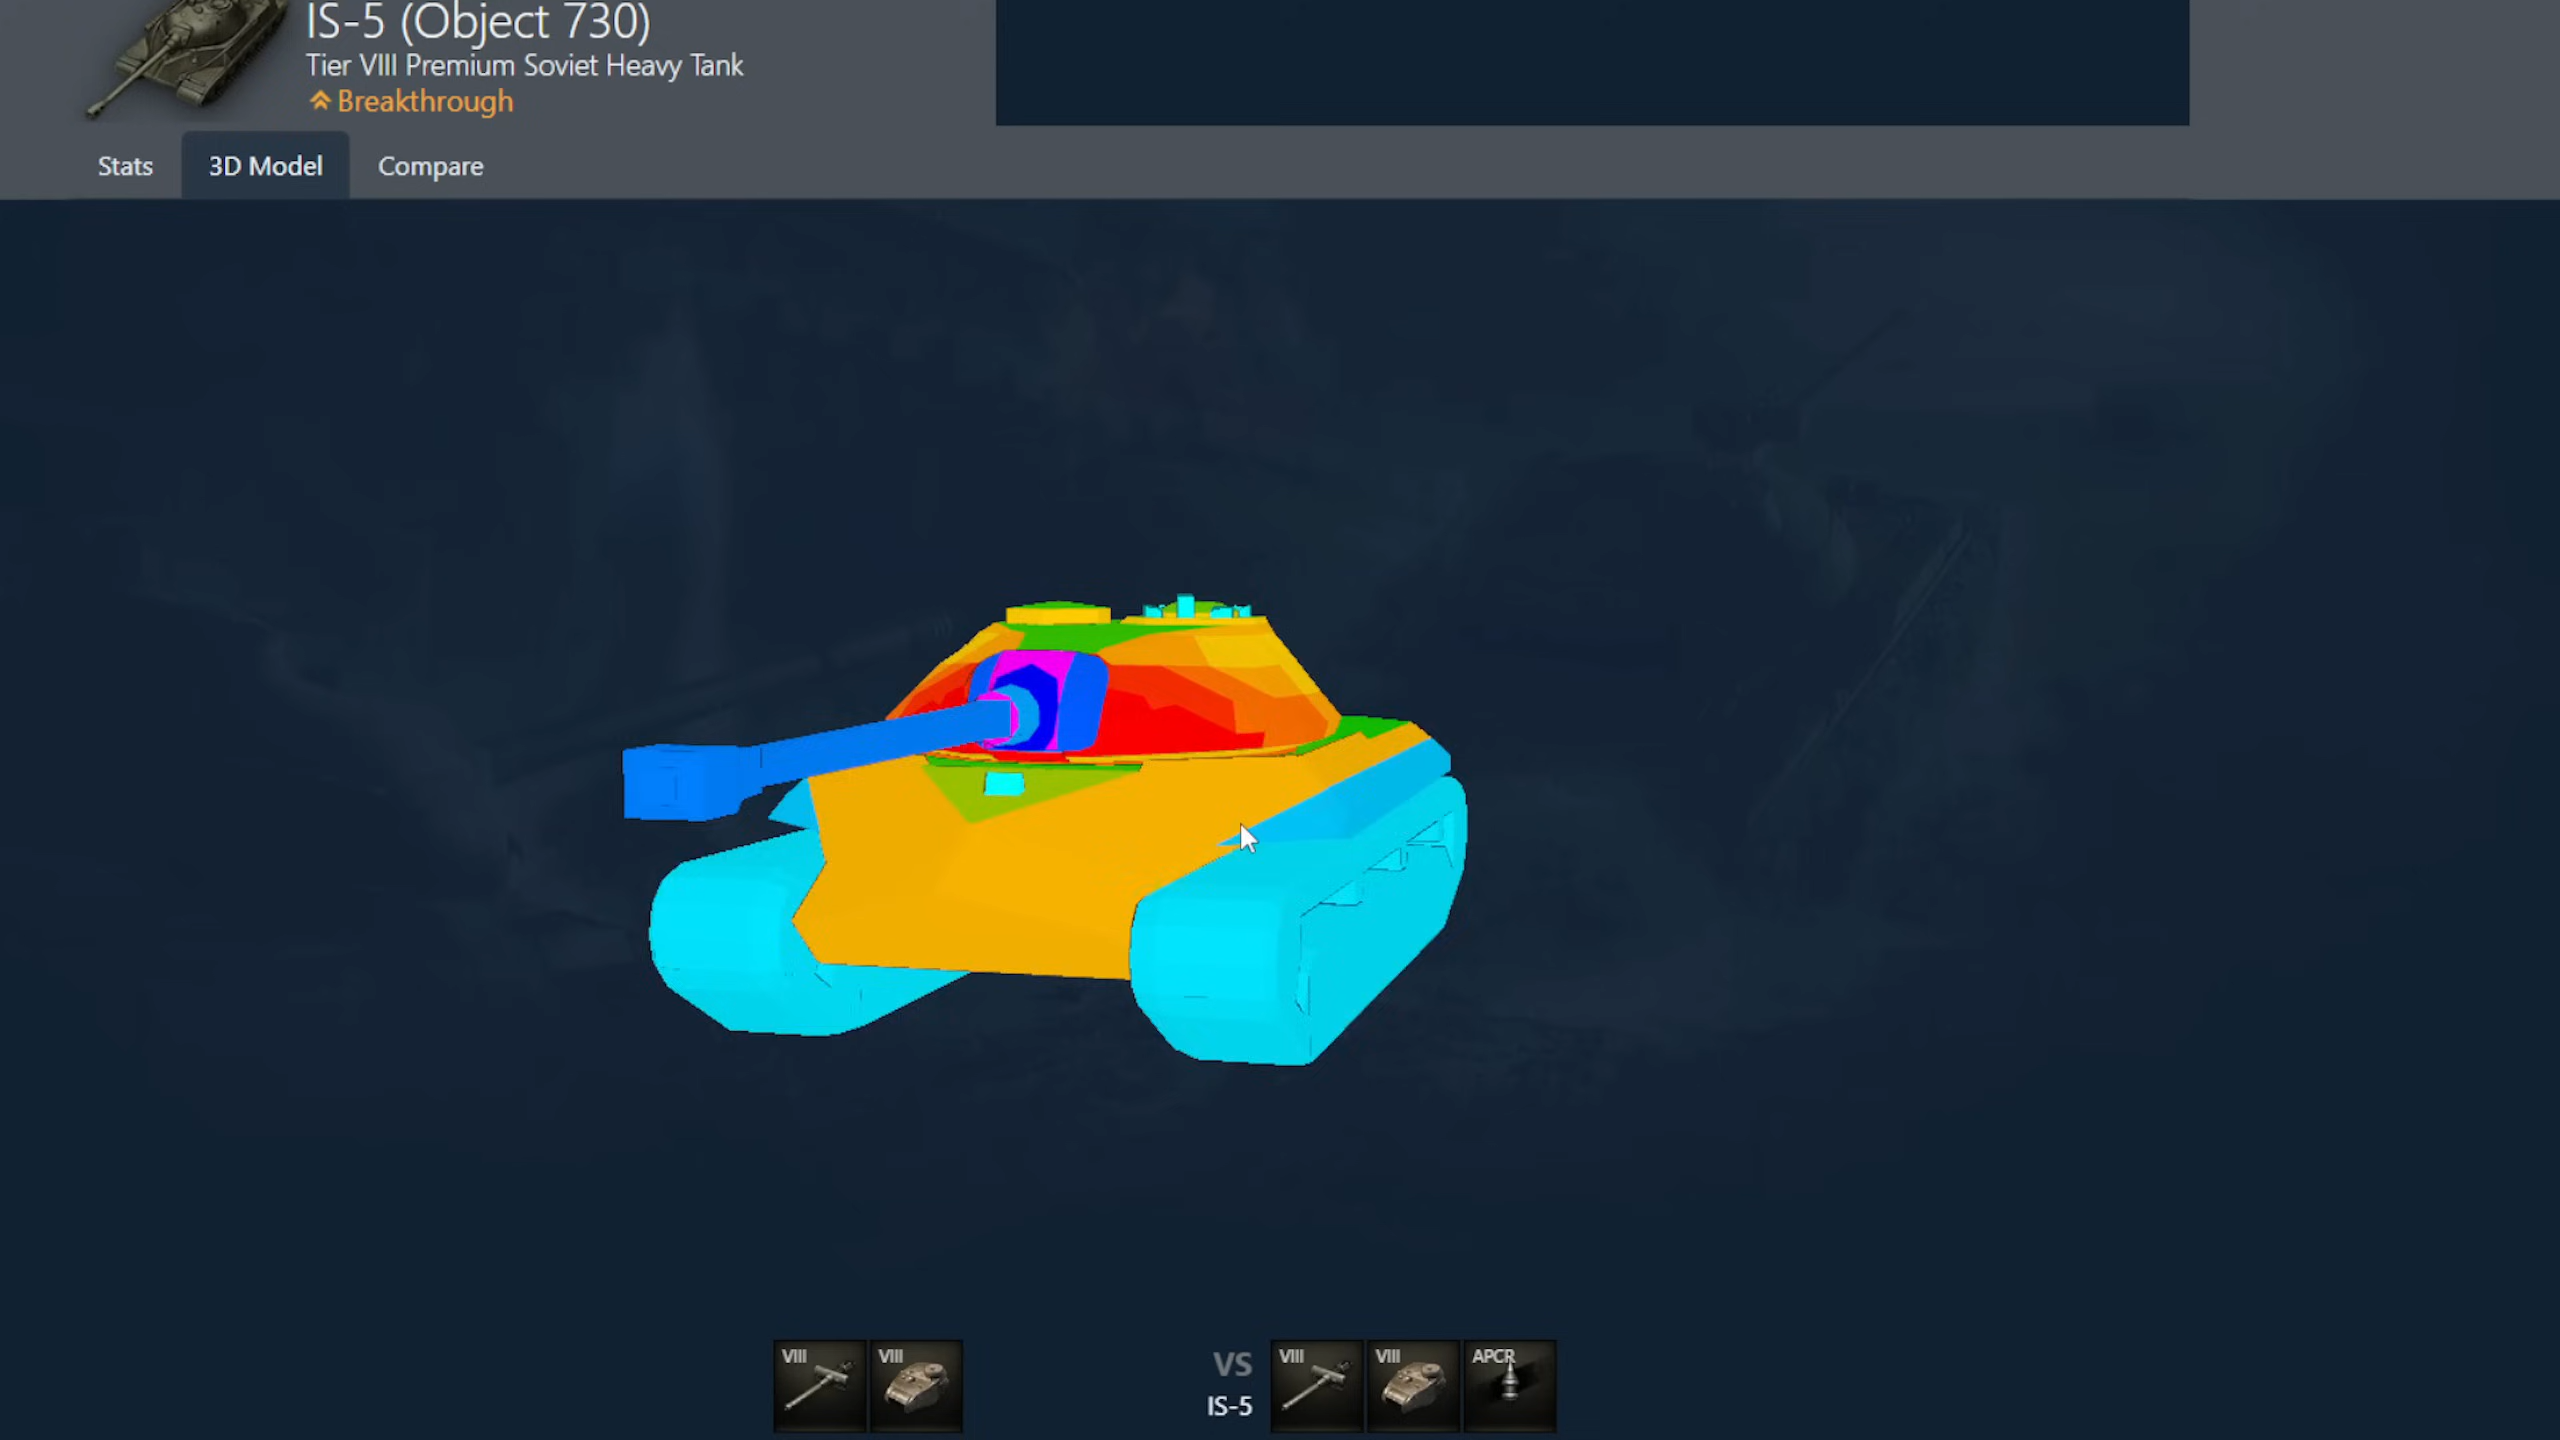 IS-5 (Object 730)
Tier VIII Premium Soviet Heavy Tank
Breakthrough
Stats 3D Model Compare
VIII VIII VS VIII VIII APCR
IS-5